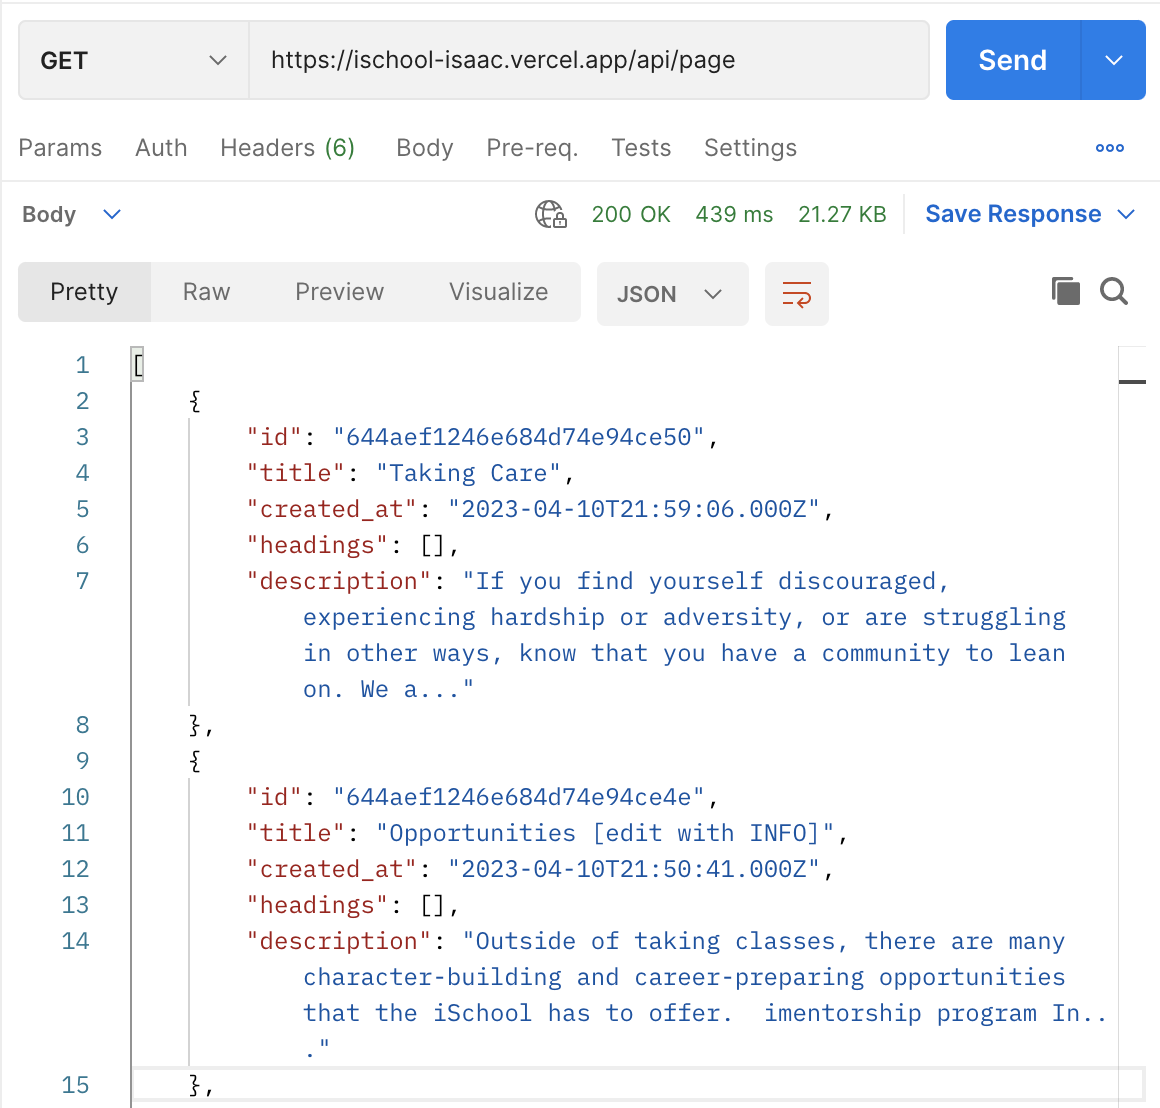 GET https://ischool-isaac.vercel.app/api/page Send
Params Auth Headers (6) Body Pre-req. Tests Settings
Body 200 OK 439 ms 21.27 KB Save Response
Pretty Raw Preview Visualize JSON
1 [
2 {
3 "id": "644aef1246e684d74e94ce50",
4 "title": "Taking Care",
5 "created_at": "2023-04-10T21:59:06.000Z",
6 "headings": [],
7 "description": "If you find yourself discouraged,
experiencing hardship or adversity, or are struggling
in other ways, know that you have a community to lean
on. We a..."
8 },
9 {
10 "id": "644aef1246e684d74e94ce4e",
11 "title": "Opportunities [edit with INFO]",
12 "created_at": "2023-04-10T21:50:41.000Z",
13 "headings": [],
14 "description": "Outside of taking classes, there are many
character-building and career-preparing opportunities
that the iSchool has to offer.  imentorship program In..
."
15 },